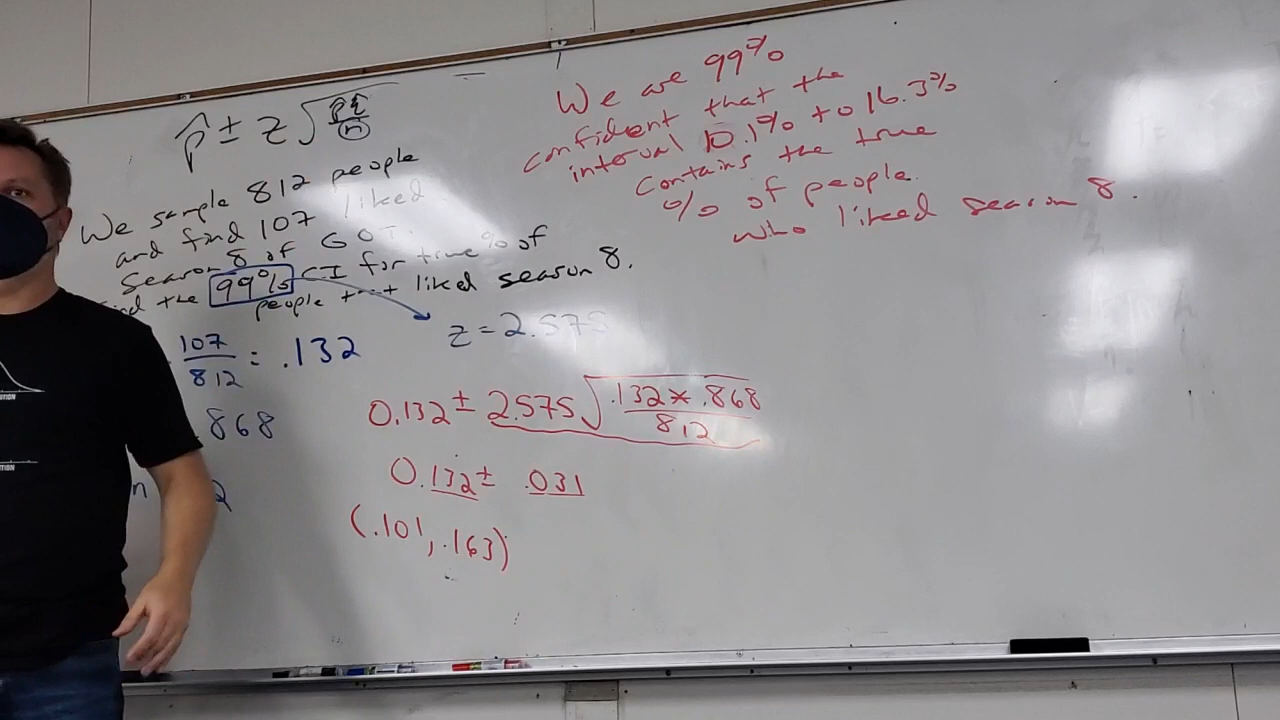 p̂ ± z √(pq/n)
We sample 812 people
and find 107 liked
Season 8 of GOT.
the 99% CI for true % of
people that liked season 8.
107/812 = .132
.868
z = 2.575
0.132 ± 2.575 √(.132 * .868/812)
0.132 ± .031
(.101, .163)
We are 99%
confident that the
interval 10.1% to 16.3%
contains the true
% of people
who liked season 8.